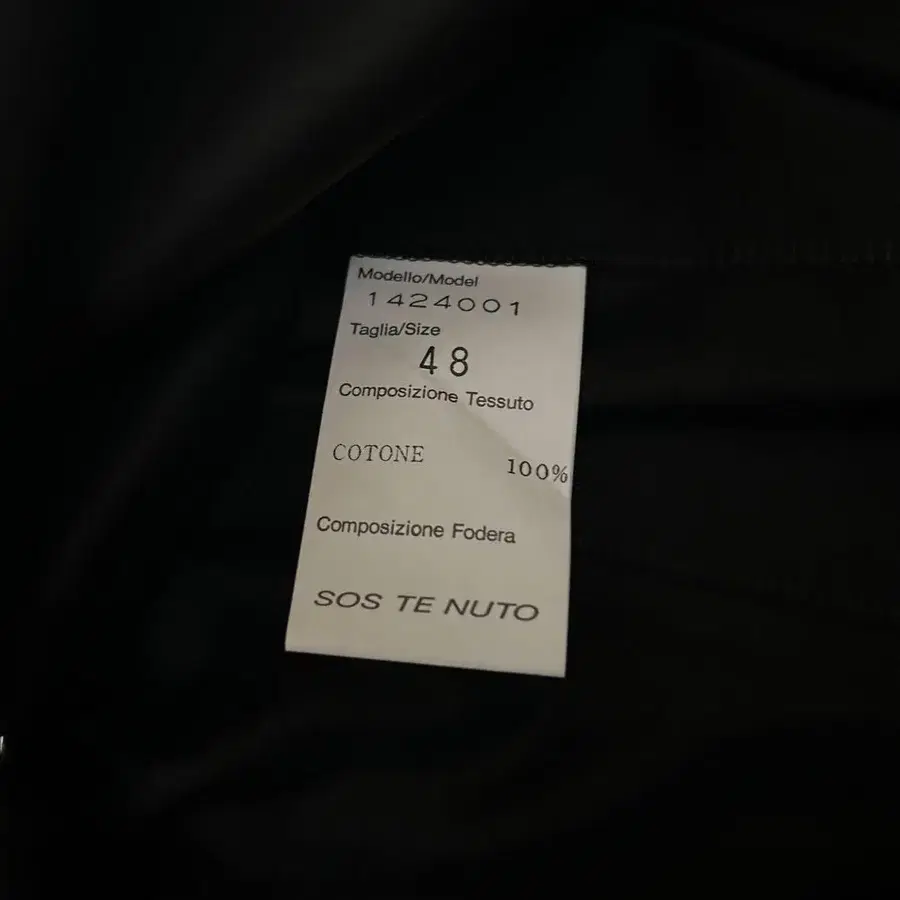 Modello/Model
1424001
Taglia/Size
48
Composizione Tessuto
COTONE 100%
Composizione Fodera
SOS TE NUTO